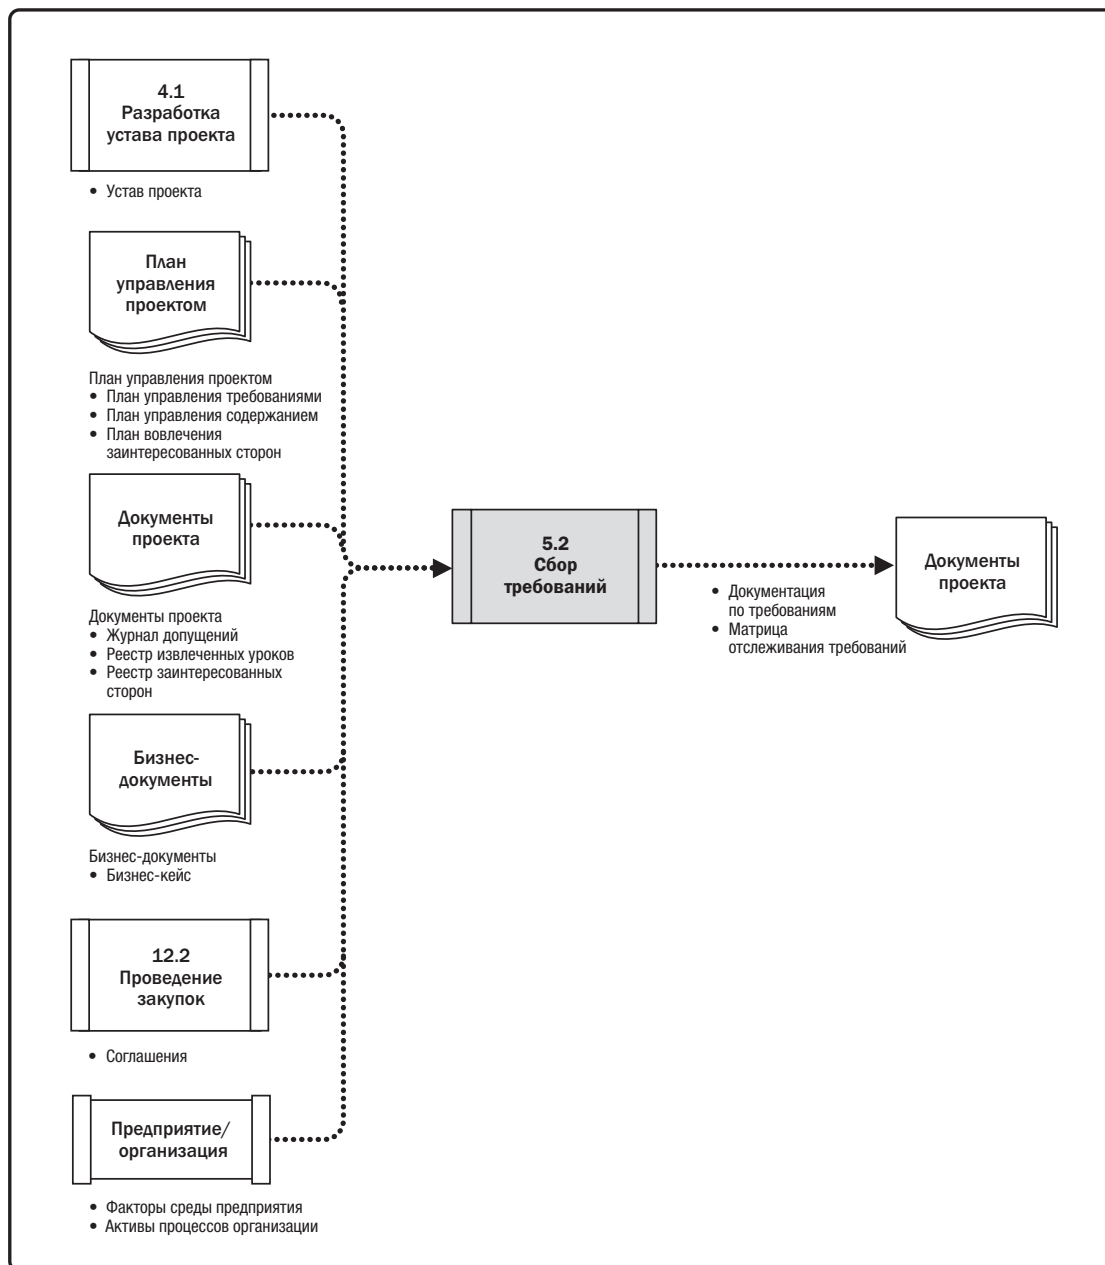 4.1
Разработка
устава проекта
• Устав проекта
План
управления
проектом
План управления проектом
• План управления требованиями
• План управления содержанием
• План вовлечения
заинтересованных сторон
Документы
проекта
Документы проекта
• Журнал допущений
• Реестр извлеченных уроков
• Реестр заинтересованных
сторон
Бизнес-
документы
Бизнес-документы
• Бизнес-кейс
12.2
Проведение
закупок
• Соглашения
Предприятие/
организация
• Факторы среды предприятия
• Активы процессов организации
5.2
Сбор
требований
• Документация
по требованиям
• Матрица
отслеживания требований
Документы
проекта